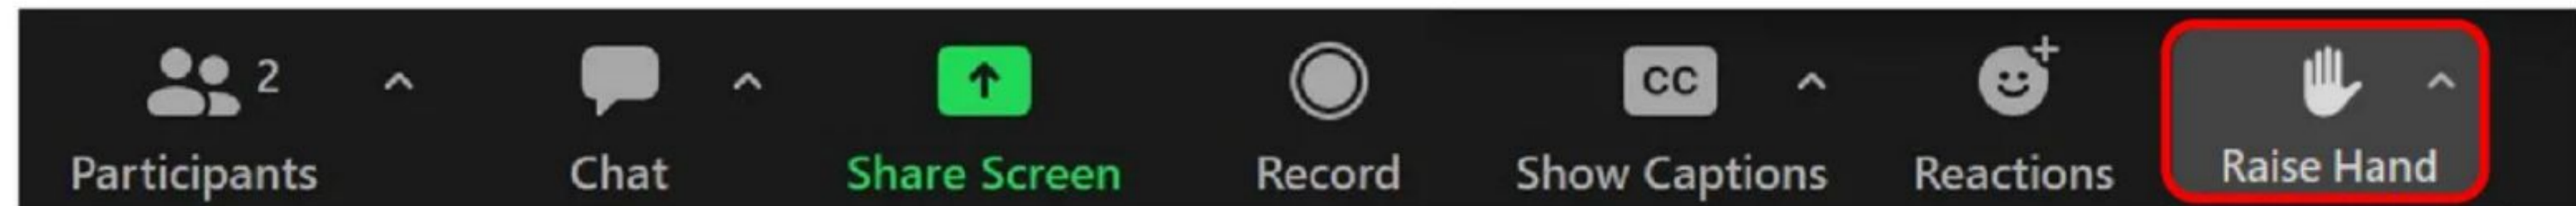 2
CC
Participants
Chat
Share Screen
Record
Show Captions
Reactions
Raise Hand